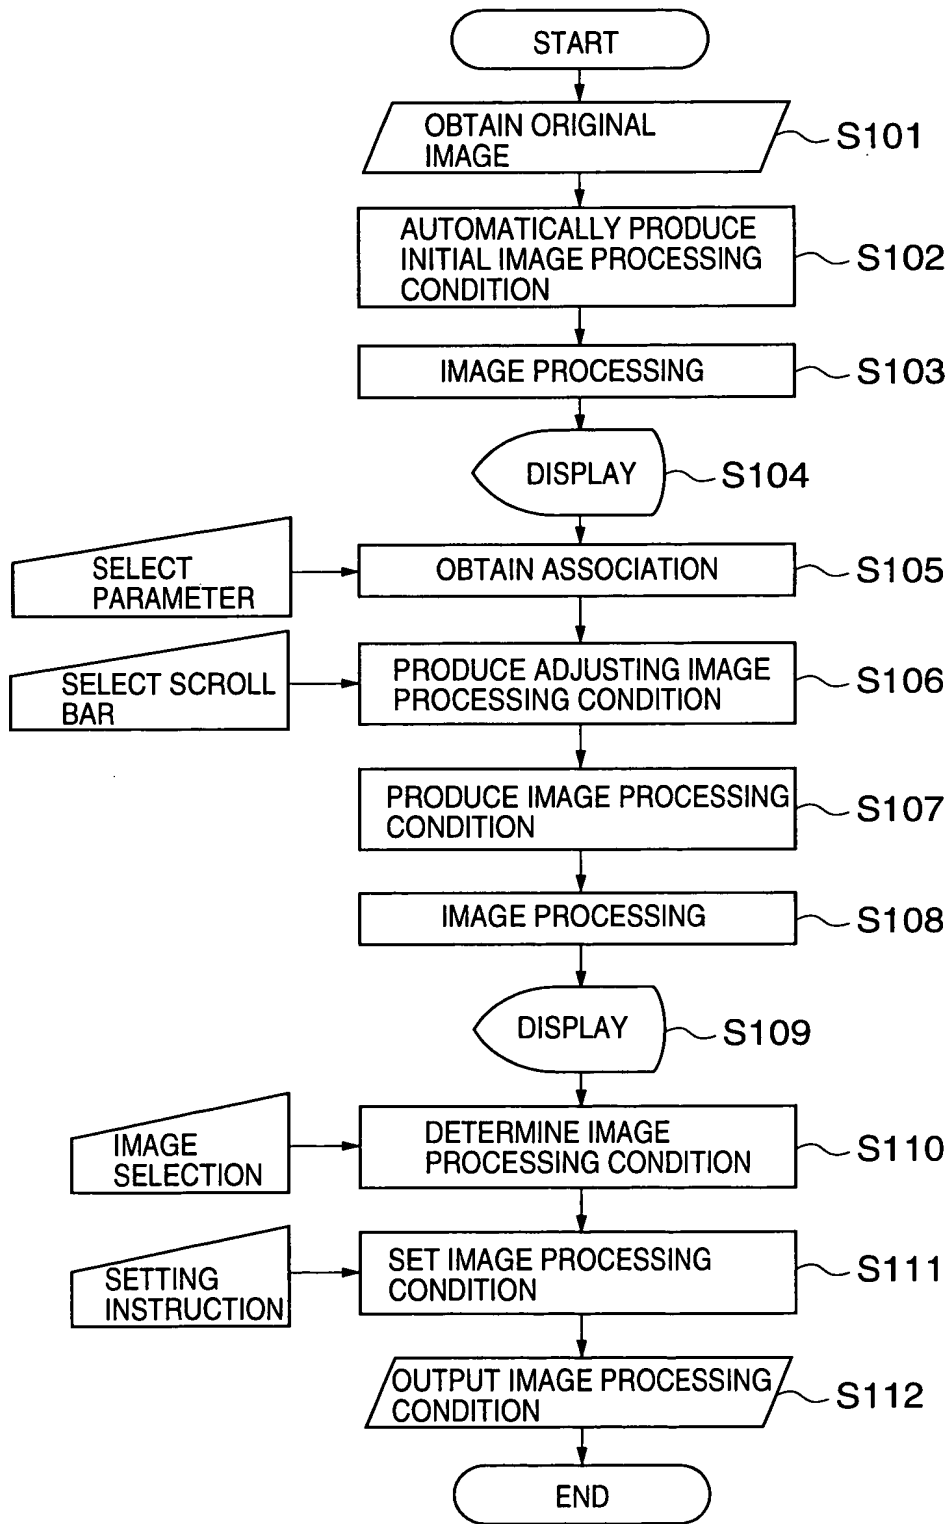 START
OBTAIN ORIGINAL
IMAGE
S101
AUTOMATICALLY PRODUCE
INITIAL IMAGE PROCESSING
CONDITION
S102
IMAGE PROCESSING
S103
DISPLAY
S104
SELECT
PARAMETER
OBTAIN ASSOCIATION
S105
SELECT SCROLL
BAR
PRODUCE ADJUSTING IMAGE
PROCESSING CONDITION
S106
PRODUCE IMAGE PROCESSING
CONDITION
S107
IMAGE PROCESSING
S108
DISPLAY
S109
IMAGE
SELECTION
DETERMINE IMAGE
PROCESSING CONDITION
S110
SETTING
INSTRUCTION
SET IMAGE PROCESSING
CONDITION
S111
OUTPUT IMAGE PROCESSING
CONDITION
S112
END